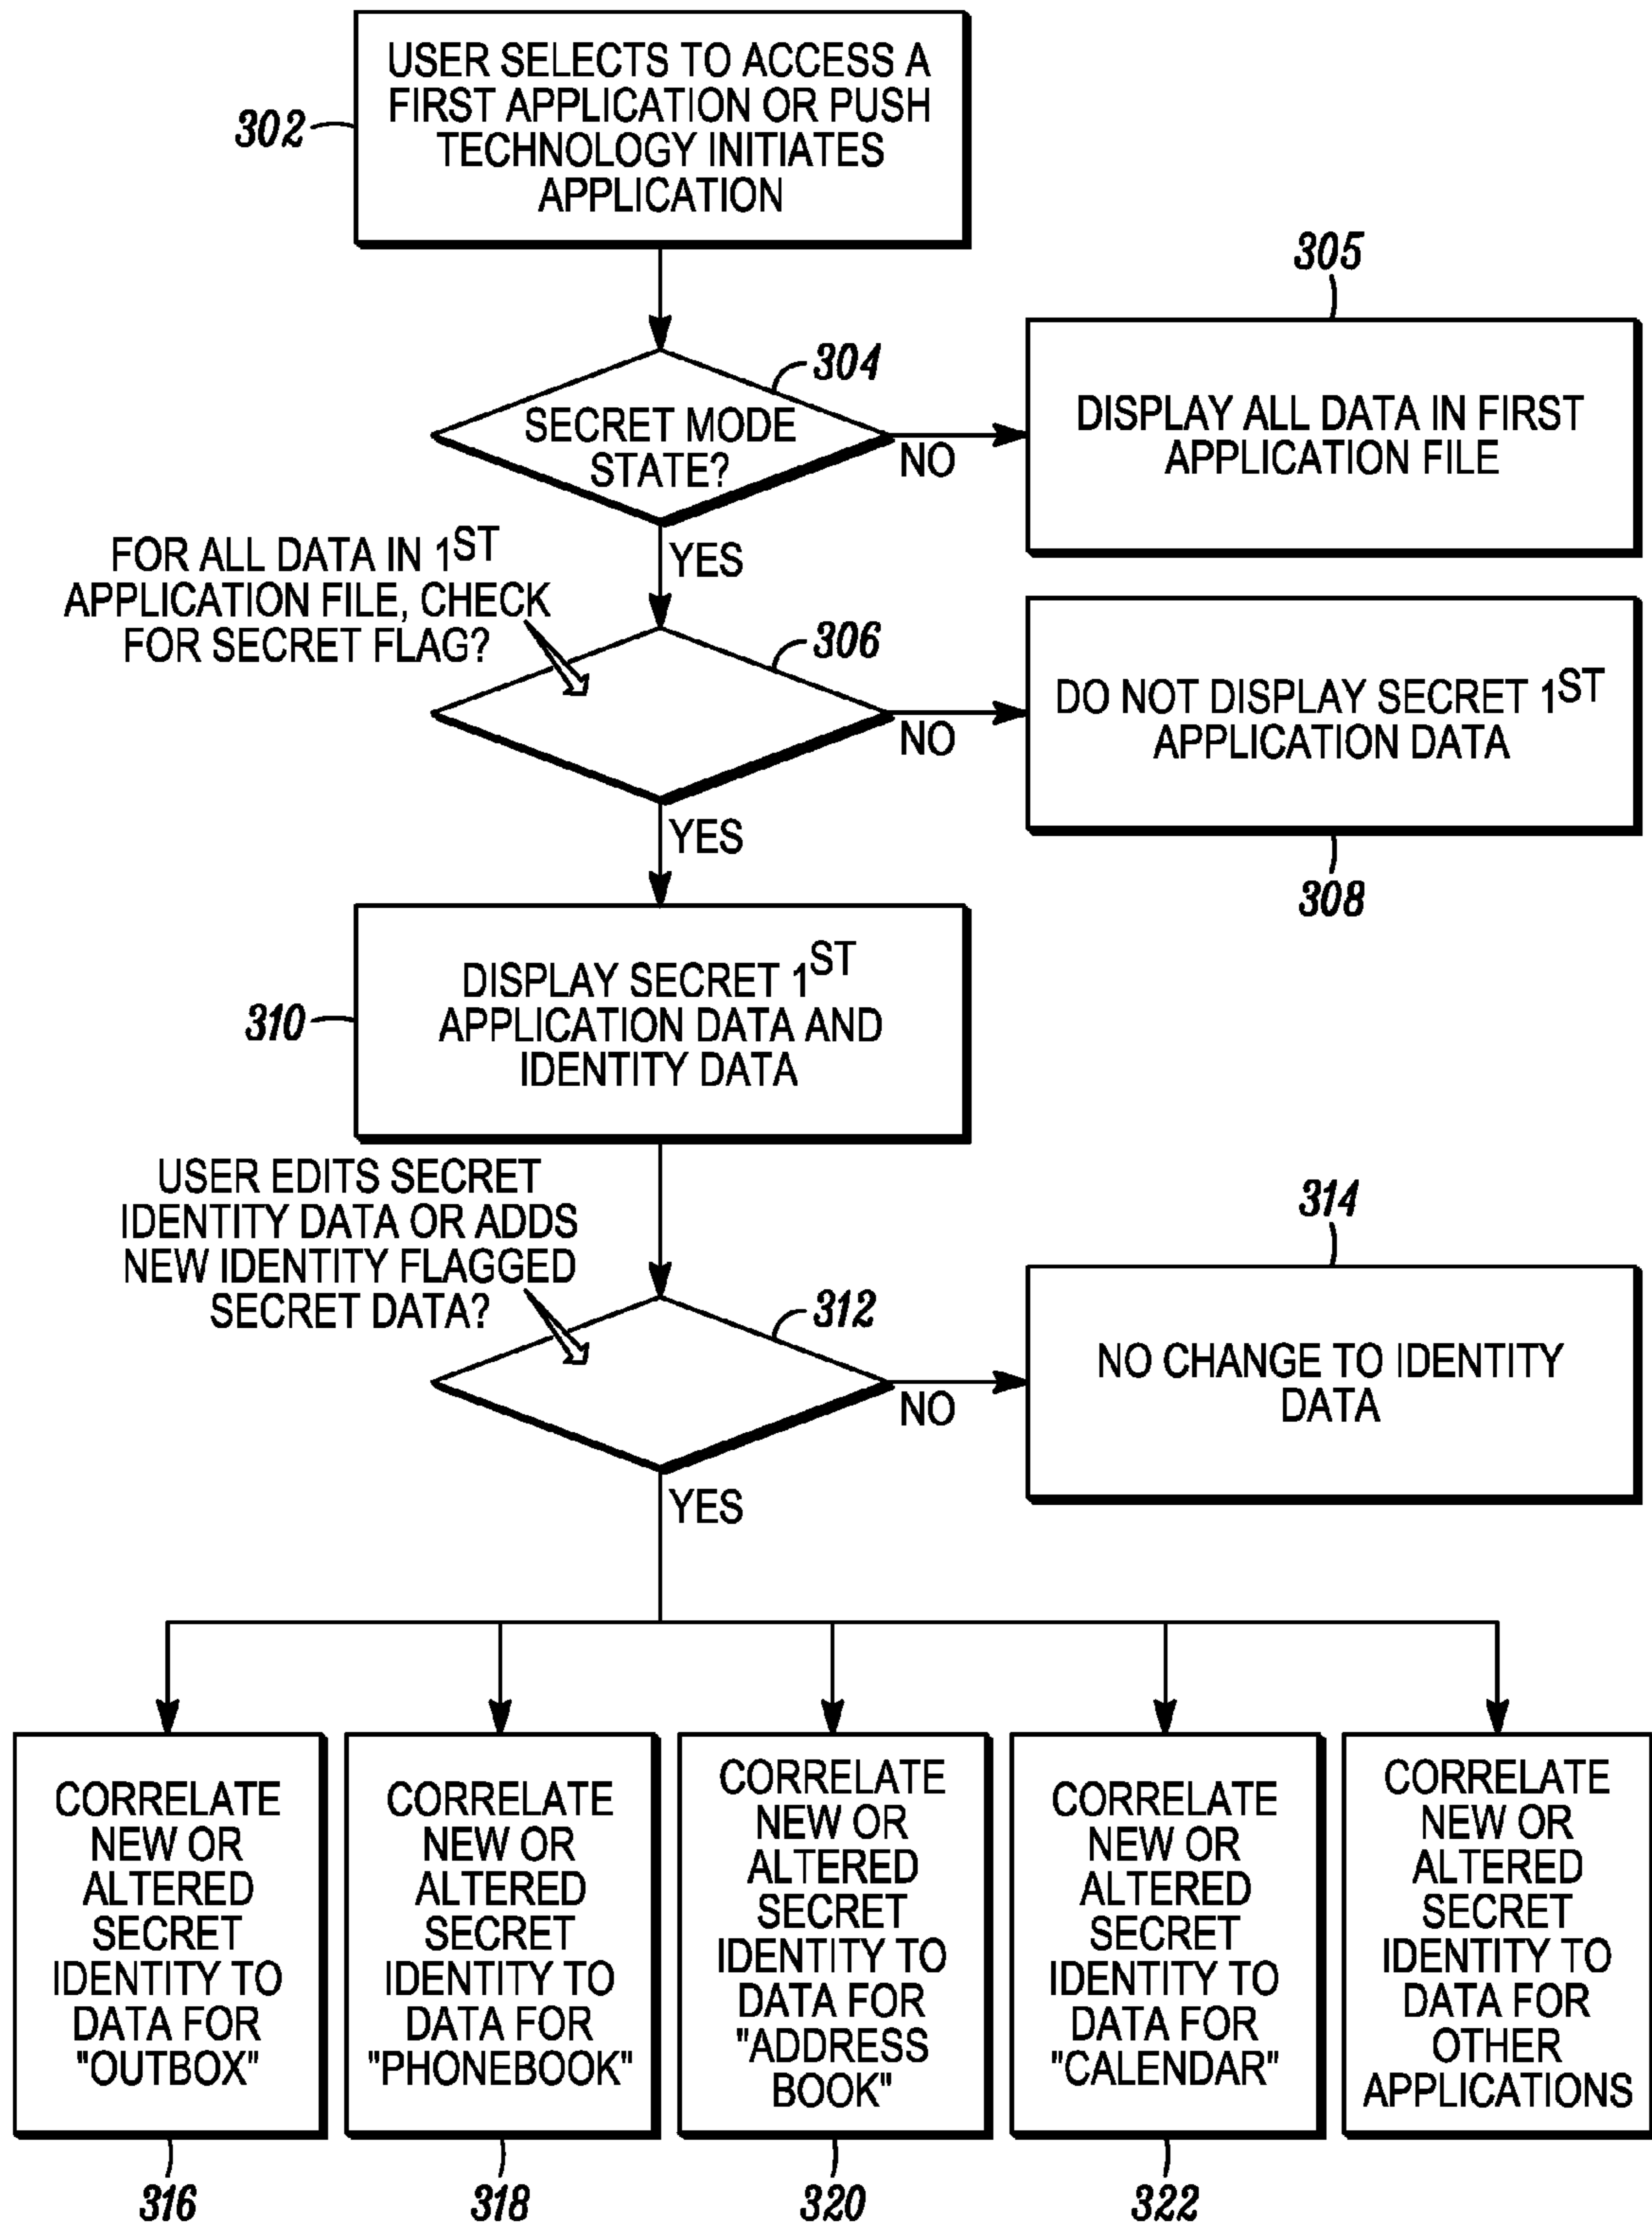 USER SELECTS TO ACCESS A
FIRST APPLICATION OR PUSH
TECHNOLOGY INITIATES
APPLICATION
302
304
SECRET MODE
STATE?
NO
YES
305
DISPLAY ALL DATA IN FIRST
APPLICATION FILE
FOR ALL DATA IN 1ST
APPLICATION FILE, CHECK
FOR SECRET FLAG?
306
NO
YES
DO NOT DISPLAY SECRET 1ST
APPLICATION DATA
308
310
DISPLAY SECRET 1ST
APPLICATION DATA AND
IDENTITY DATA
USER EDITS SECRET
IDENTITY DATA OR ADDS
NEW IDENTITY FLAGGED
SECRET DATA?
312
NO
YES
314
NO CHANGE TO IDENTITY
DATA
CORRELATE
NEW OR
ALTERED
SECRET
IDENTITY TO
DATA FOR
"OUTBOX"
316
CORRELATE
NEW OR
ALTERED
SECRET
IDENTITY TO
DATA FOR
"PHONEBOOK"
318
CORRELATE
NEW OR
ALTERED
SECRET
IDENTITY TO
DATA FOR
"ADDRESS
BOOK"
320
CORRELATE
NEW OR
ALTERED
SECRET
IDENTITY TO
DATA FOR
"CALENDAR"
322
CORRELATE
NEW OR
ALTERED
SECRET
IDENTITY TO
DATA FOR
OTHER
APPLICATIONS